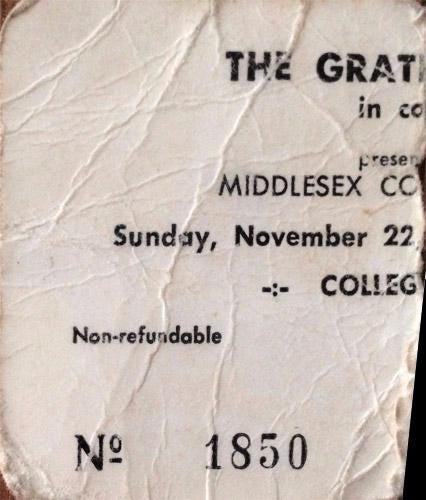 THE GRAT
in co
presen
MIDDLESEX CO
Sunday, November 22,
-:- COLLEG
Non-refundable
Nº 1850